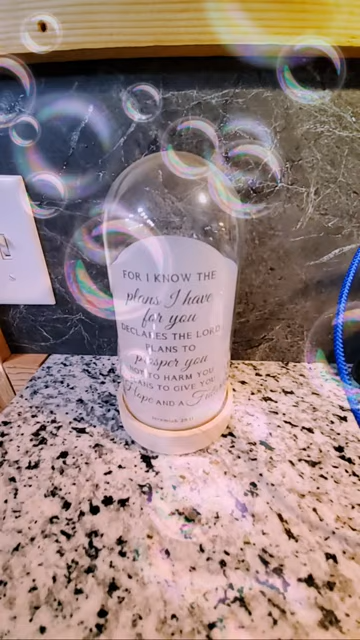 FOR I KNOW THE
plans I have
for you
DECLARES THE LORD
PLANS TO
prosper you
NOT TO HARM YOU
PLANS TO GIVE YOU
Hope AND A Future